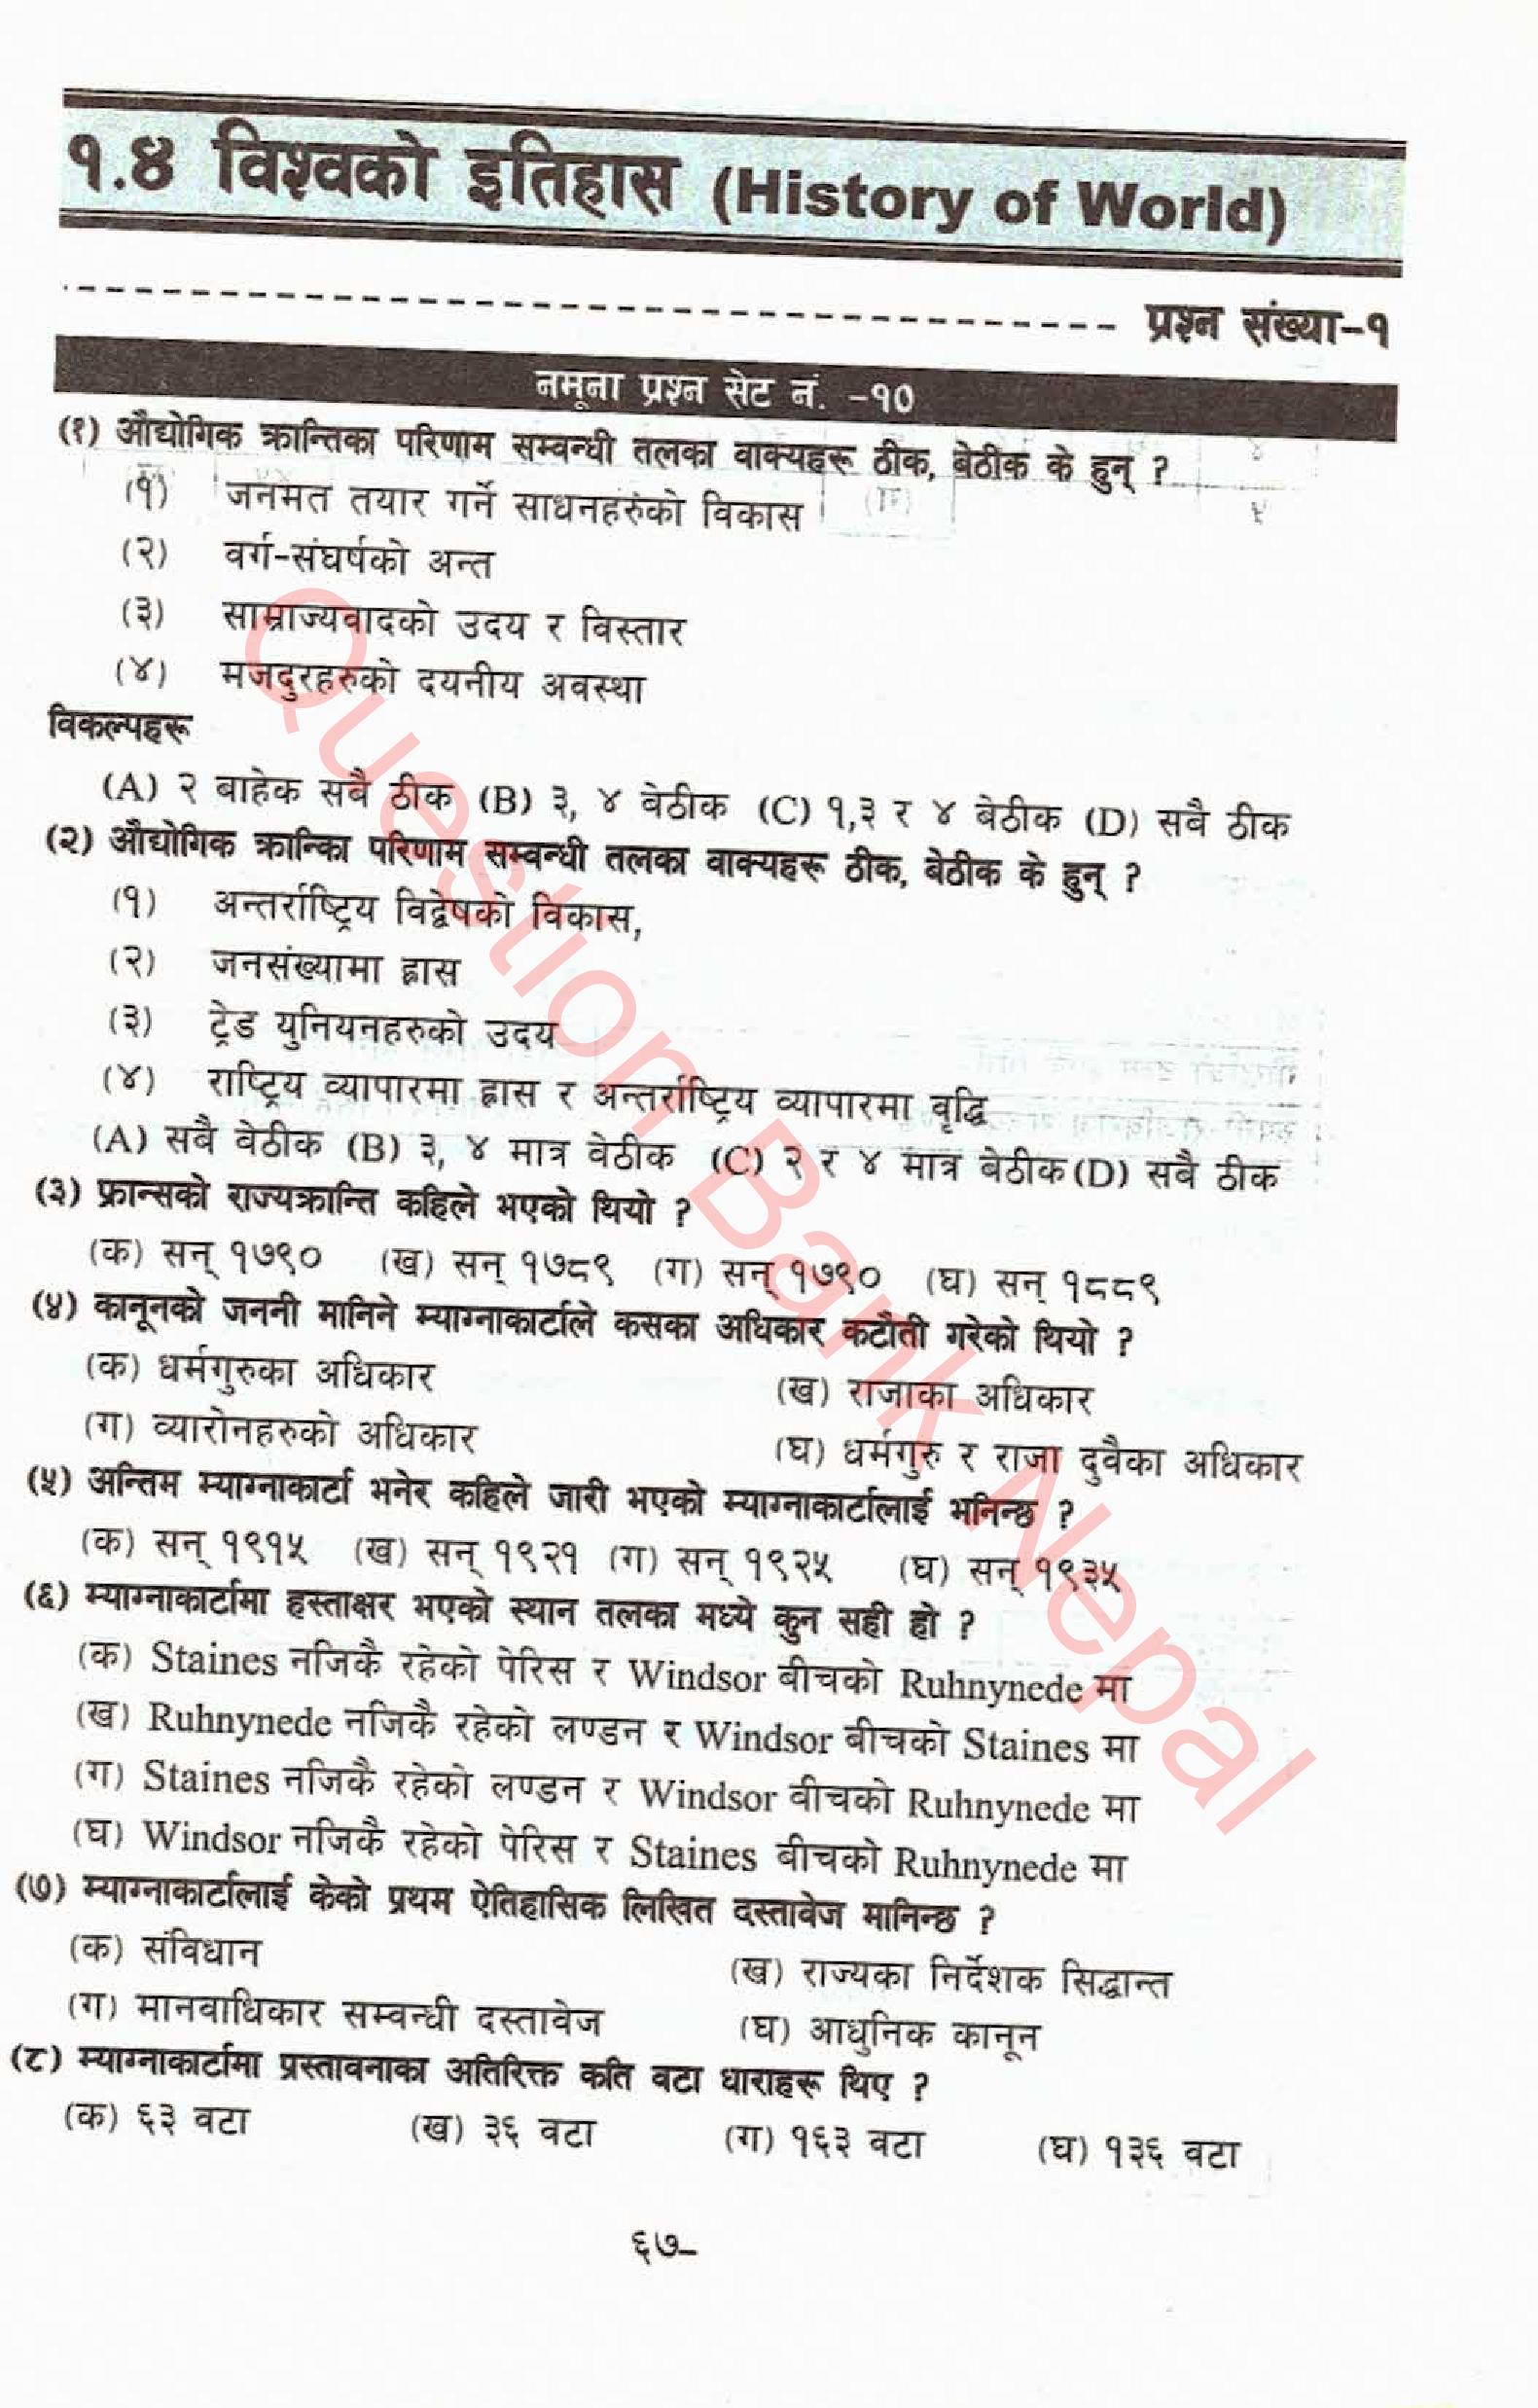 १.४ विश्वको इतिहास (History of World)
प्रश्न संख्या-१
नमूना प्रश्न सेट नं. -१०
(१) औद्योगिक क्रान्तिका परिणाम सम्वन्धी तलका वाक्यहरू ठीक, बेठीक के हुन् ?
(१) जनमत तयार गर्ने साधनहरुको विकास
(२) वर्ग-संघर्षको अन्त
(३) साम्राज्यवादको उदय र विस्तार
(४) मजदुरहरुको दयनीय अवस्था
विकल्पहरू
(A) २ बाहेक सबै ठीक (B) ३, ४ बेठीक (C) १,३ र ४ बेठीक (D) सबै ठीक
(२) औद्योगिक क्रान्किा परिणाम सम्वन्धी तलका वाक्यहरू ठीक, बेठीक के हुन् ?
(१) अन्तर्राष्ट्रिय विद्वेषको विकास,
(२) जनसंख्यामा ह्रास
(३) ट्रेड युनियनहरुको उदय
(४) राष्ट्रिय व्यापारमा ह्रास र अन्तर्राष्ट्रिय व्यापारमा वृद्धि
(A) सबै वेठीक (B) ३, ४ मात्र वेठीक (C) २ र ४ मात्र बेठीक (D) सबै ठीक
(३) फ्रान्सको राज्यक्रान्ति कहिले भएको थियो ?
(क) सन् १७९० (ख) सन् १७८९ (ग) सन् १७९० (घ) सन् १८८९
(४) कानूनको जननी मानिने म्याग्नाकार्टाले कसका अधिकार कटौती गरेको थियो ?
(क) धर्मगुरुका अधिकार (ख) राजाका अधिकार
(ग) व्यारोनहरुको अधिकार (घ) धर्मगुरु र राजा दुवैका अधिकार
(५) अन्तिम म्याग्नाकार्टा भनेर कहिले जारी भएको म्याग्नाकार्टालाई भनिन्छ ?
(क) सन् १९१५ (ख) सन् १९२१ (ग) सन् १९२५ (घ) सन् १९३५
(६) म्याग्नाकार्टामा हस्ताक्षर भएको स्थान तलका मध्ये कुन सही हो ?
(क) Staines नजिकै रहेको पेरिस र Windsor बीचको Ruhnynede मा
(ख) Ruhnynede नजिकै रहेको लण्डन र Windsor बीचको Staines मा
(ग) Staines नजिकै रहेको लण्डन र Windsor बीचको Ruhnynede मा
(घ) Windsor नजिकै रहेको पेरिस र Staines बीचको Ruhnynede मा
(७) म्याग्नाकार्टालाई केको प्रथम ऐतिहासिक लिखित दस्तावेज मानिन्छ ?
(क) संविधान (ख) राज्यका निर्देशक सिद्धान्त
(ग) मानवाधिकार सम्वन्धी दस्तावेज (घ) आधुनिक कानून
(८) म्याग्नाकार्टामा प्रस्तावनाका अतिरिक्त कति वटा धाराहरू थिए ?
(क) ६३ वटा (ख) ३६ वटा (ग) १६३ वटा (घ) १३६ वटा
६७-
Question Bank Nepal